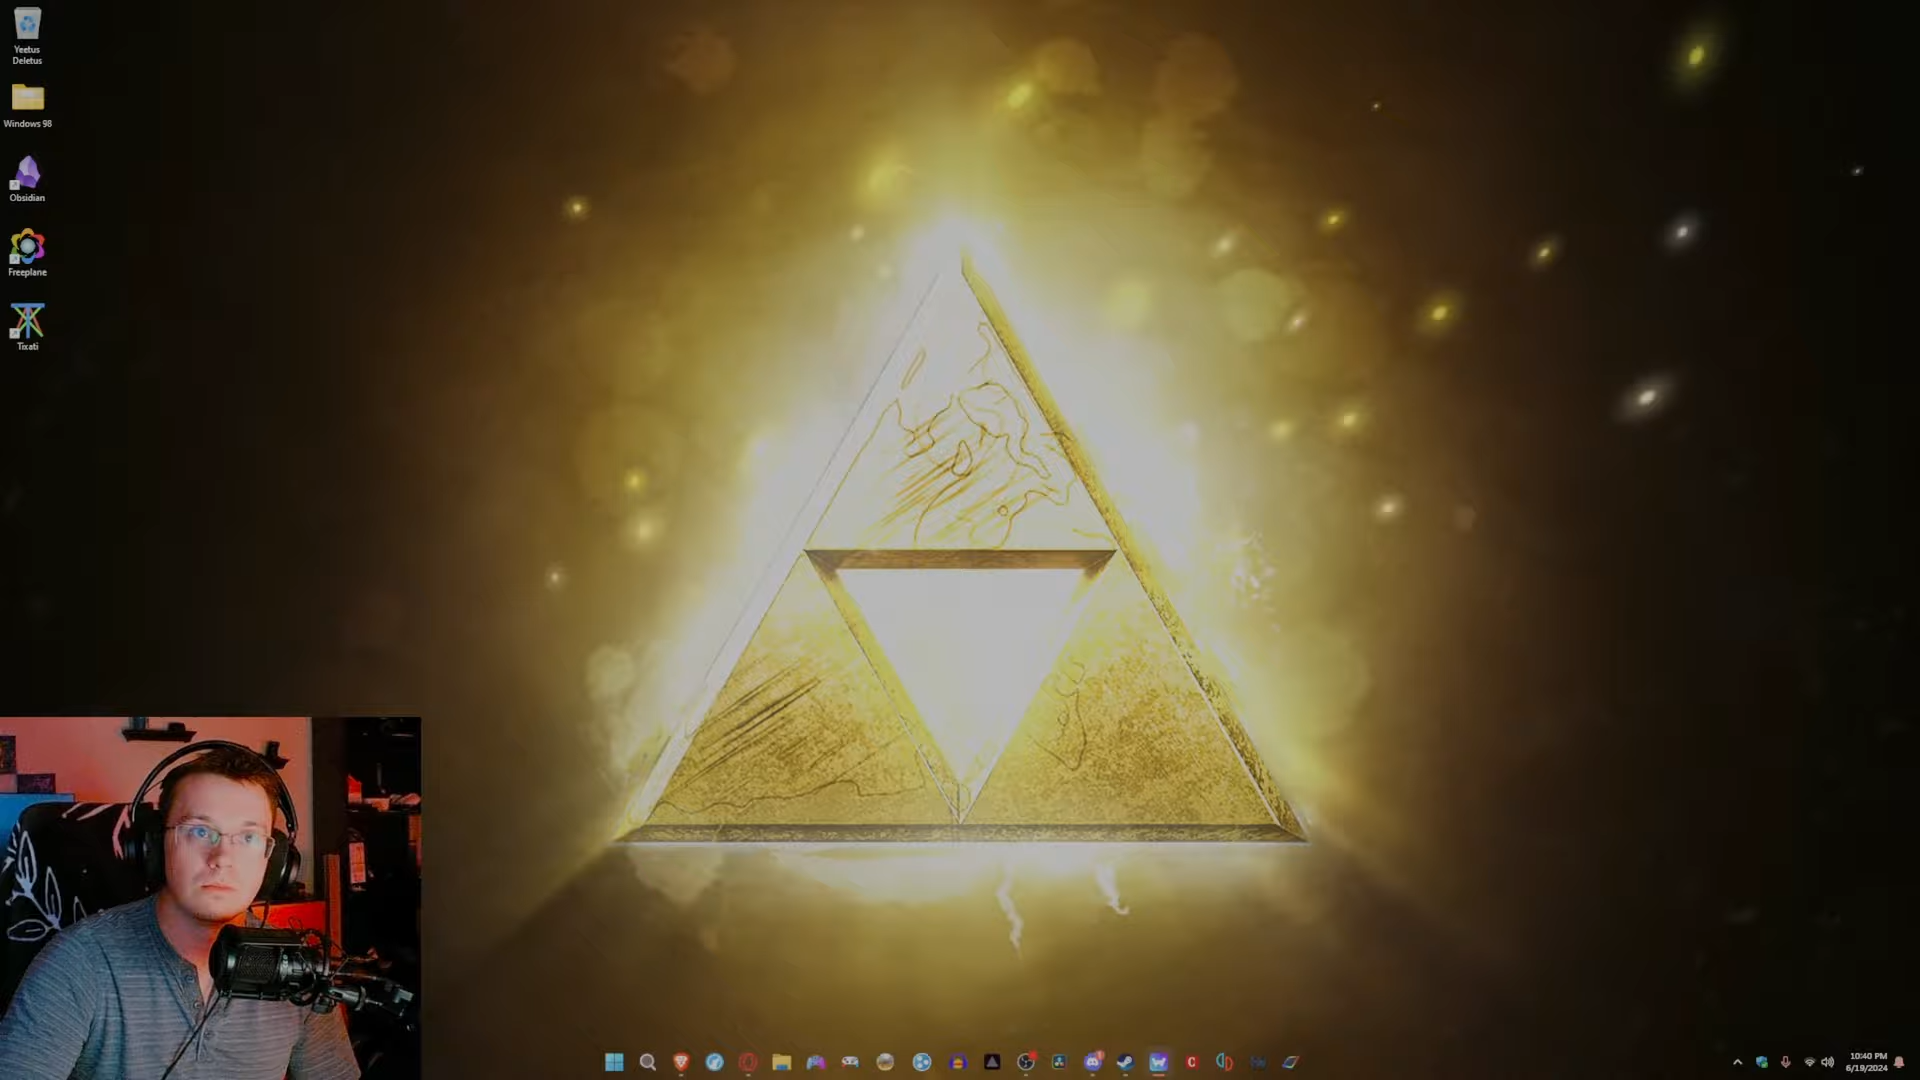 Yeetus
Deletus
Windows 98
Obsidian
Freeplane
Tixati
10:40 PM
6/19/2024